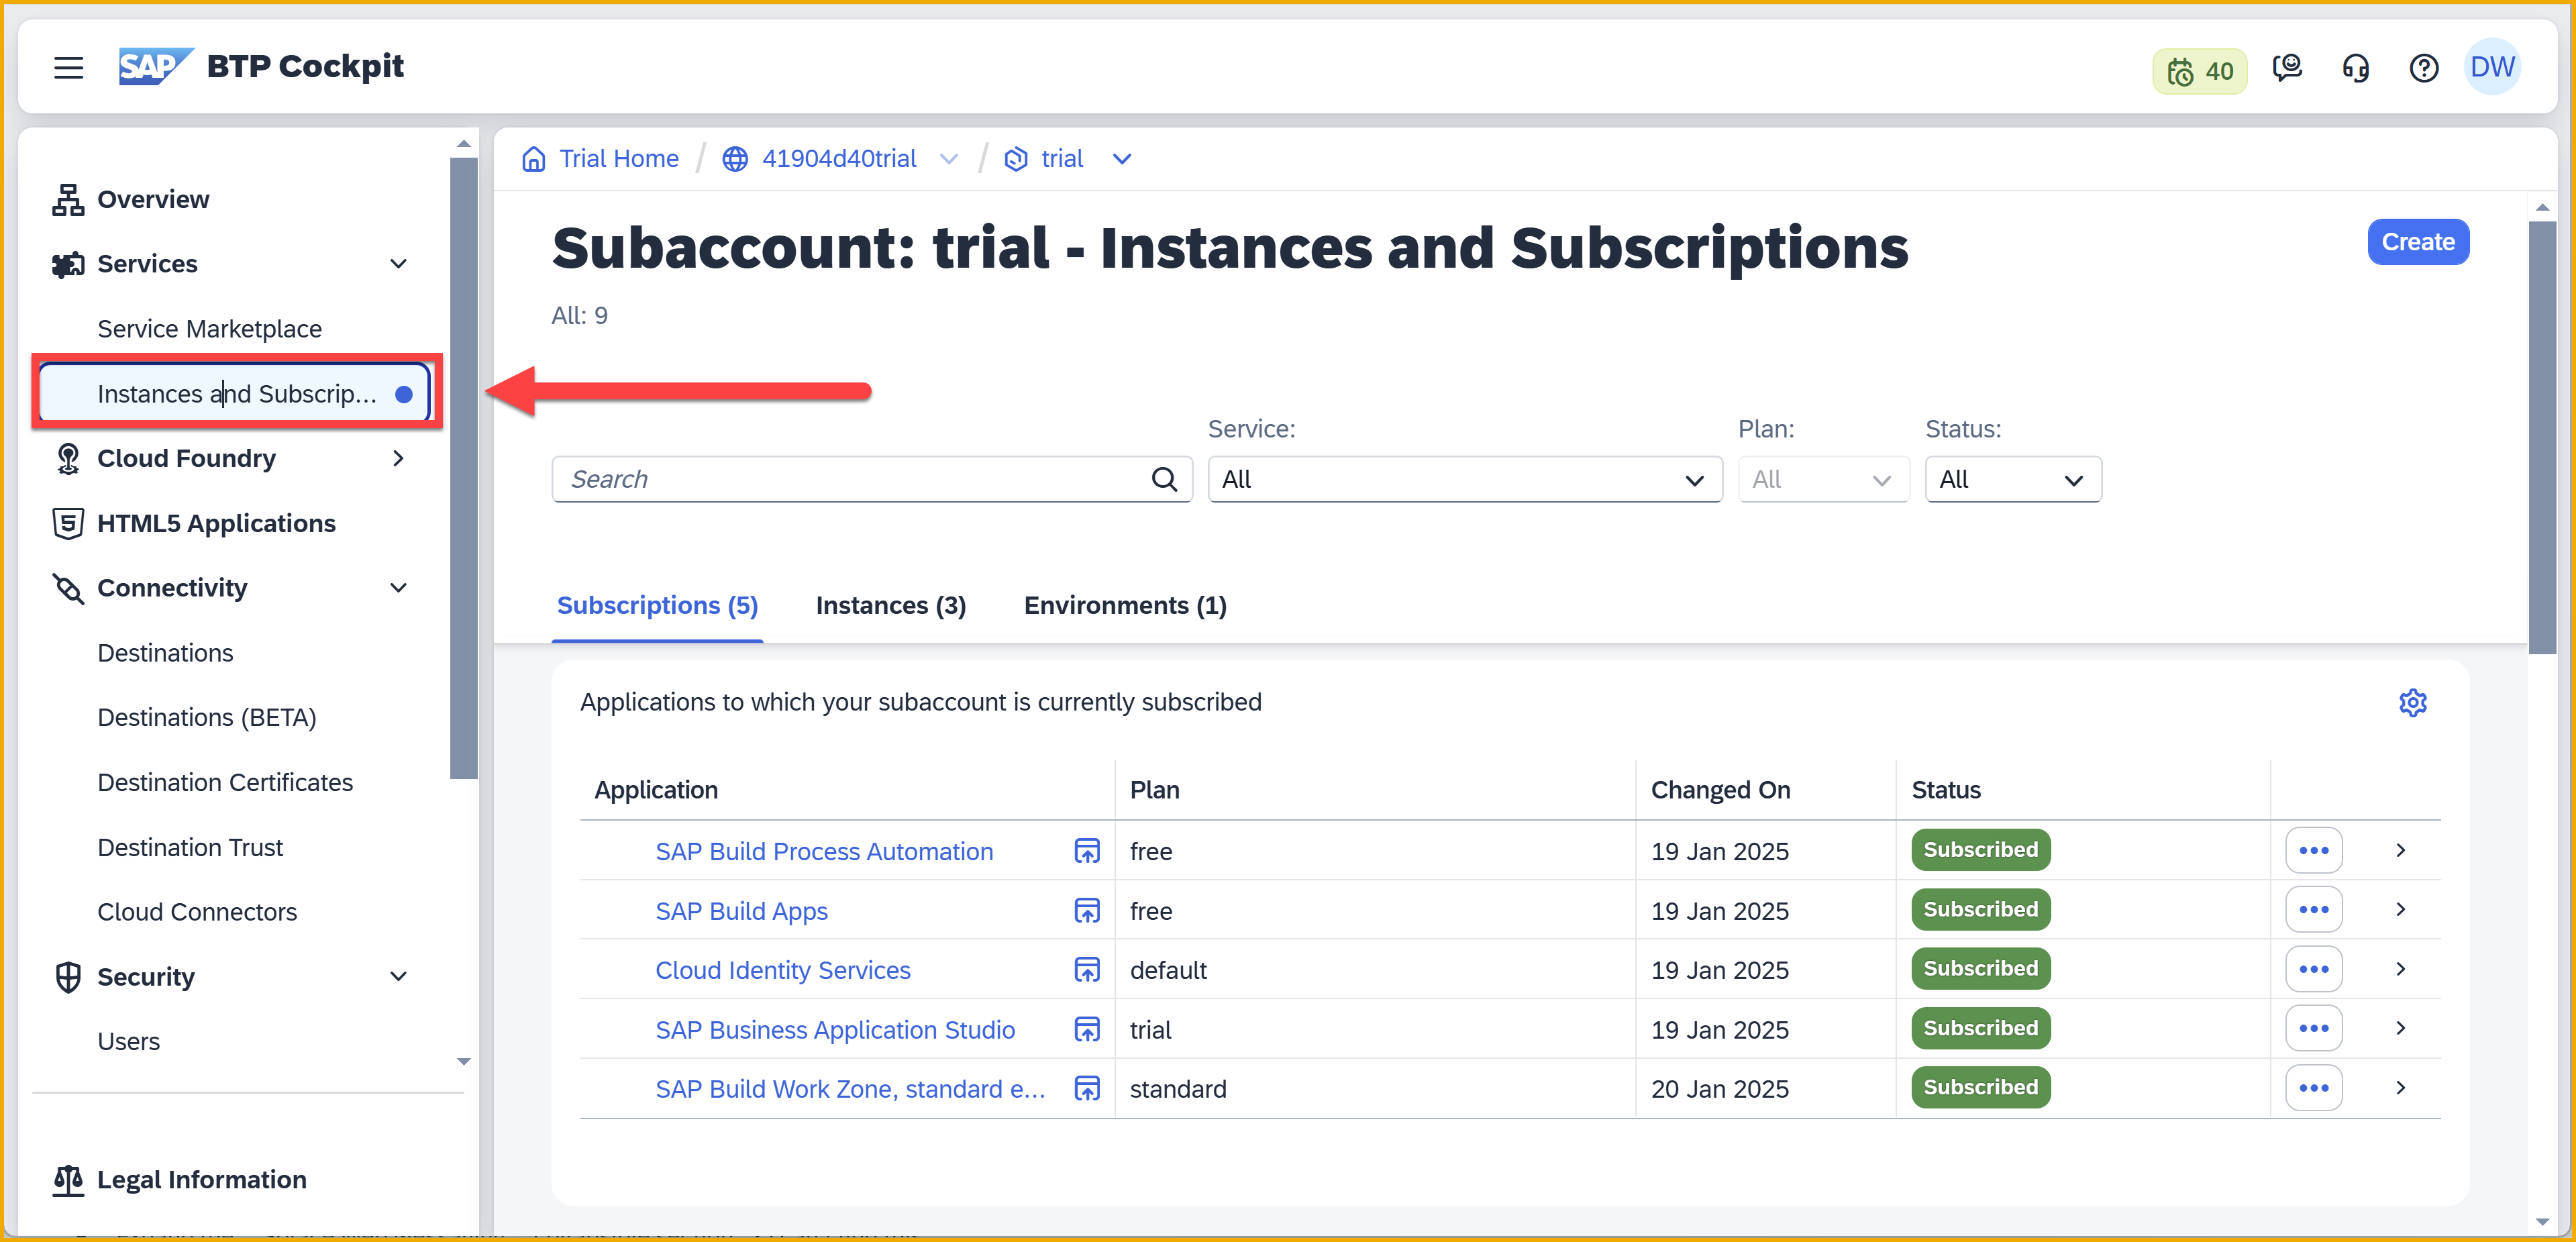 SAP BTP Cockpit
40
DW
Overview
Services
Service Marketplace
Instances and Subscrip...
Cloud Foundry
HTML5 Applications
Connectivity
Destinations
Destinations (BETA)
Destination Certificates
Destination Trust
Cloud Connectors
Security
Users
Legal Information
Trial Home / 41904d40trial / trial
Subaccount: trial - Instances and Subscriptions
Create
All: 9
Service: Plan: Status:
Search All All All
Subscriptions (5) Instances (3) Environments (1)
Applications to which your subaccount is currently subscribed
Application Plan Changed On Status
SAP Build Process Automation free 19 Jan 2025 Subscribed
SAP Build Apps free 19 Jan 2025 Subscribed
Cloud Identity Services default 19 Jan 2025 Subscribed
SAP Business Application Studio trial 19 Jan 2025 Subscribed
SAP Build Work Zone, standard e... standard 20 Jan 2025 Subscribed